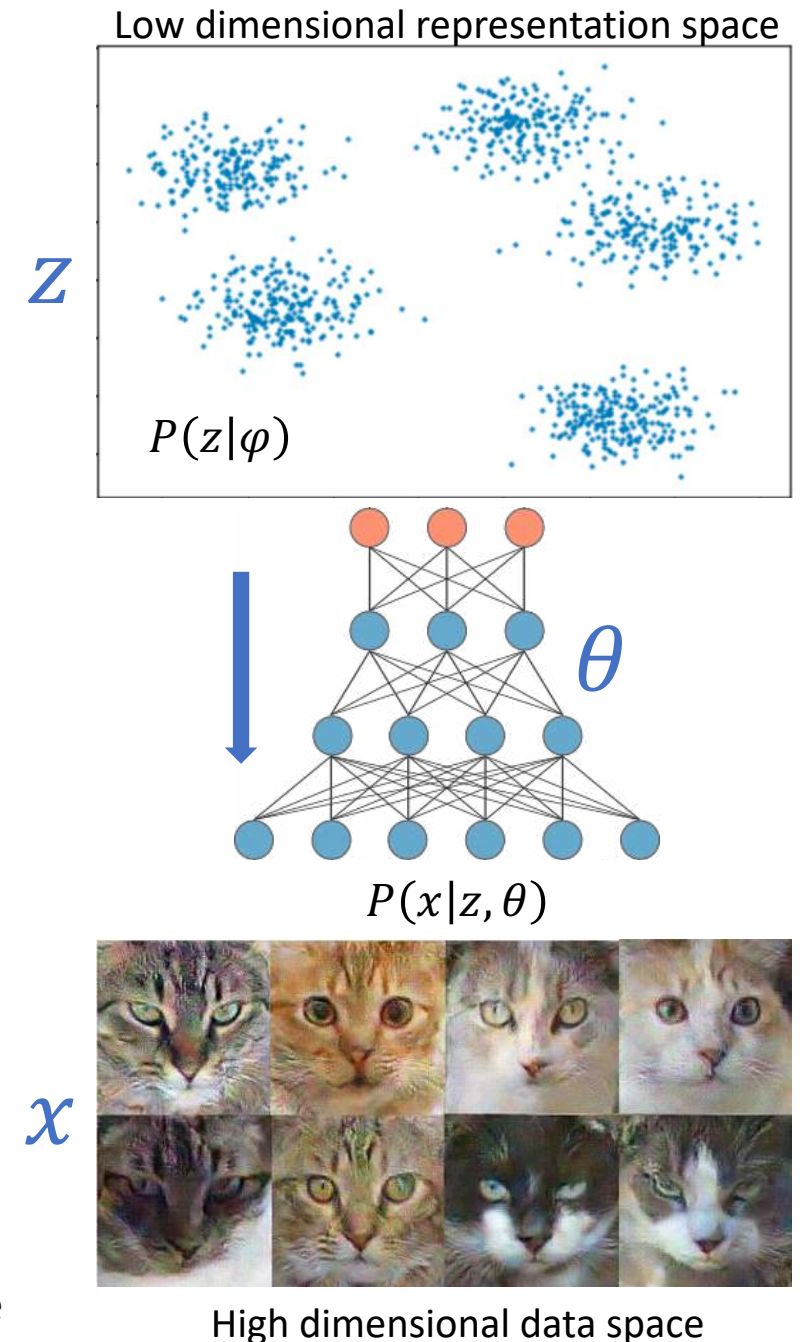 Low dimensional representation space
z
P(z|φ)
θ
P(x|z, θ)
x
High dimensional data space